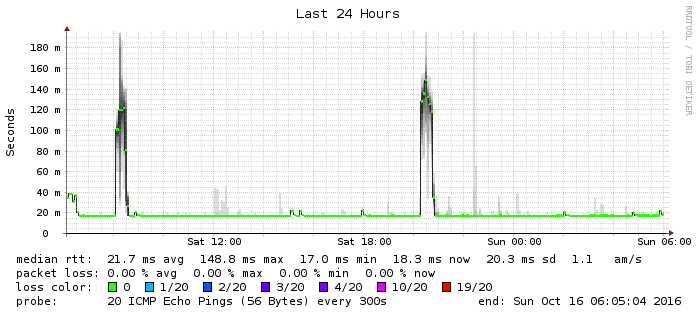 Last 24 Hours
RRDTOOL / TOBI OETIKER
Seconds
180 m
160 m
140 m
120 m
100 m
80 m
60 m
40 m
20 m
0
Sat 12:00 Sat 18:00 Sun 00:00 Sun 06:00
median rtt: 21.7 ms avg 148.8 ms max 17.0 ms min 18.3 ms now 20.3 ms sd 1.1 am/s
packet loss: 0.00 % avg 0.00 % max 0.00 % min 0.00 % now
loss color: 0 1/20 2/20 3/20 4/20 10/20 19/20
probe: 20 ICMP Echo Pings (56 Bytes) every 300s end: Sun Oct 16 06:05:04 2016